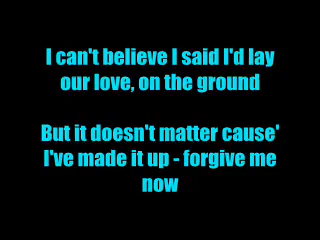 I can't believe I said I'd lay
our love, on the ground
But it doesn't matter cause'
I've made it up - forgive me
now